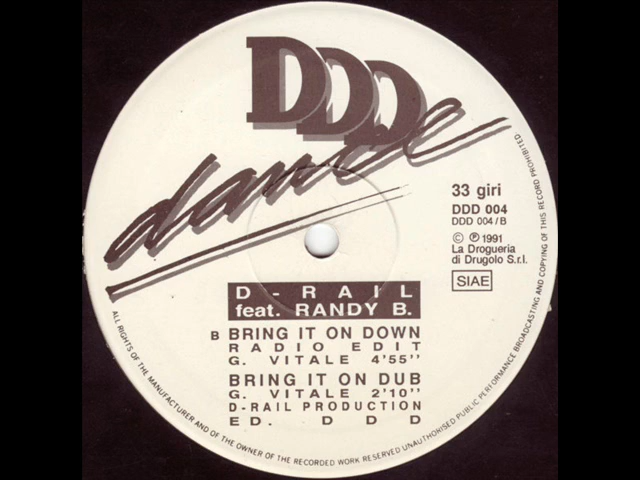 DDD
dance
33 giri
DDD 004
DDD 004/B
© ℗ 1991
La Drogueria
di Drugolo S.r.l.
SIAE
D-RAIL
feat. RANDY B.
B BRING IT ON DOWN
RADIO EDIT
G. VITALE 4'55''
BRING IT ON DUB
G. VITALE 2'10''
D-RAIL PRODUCTION
ED. DDD
ALL RIGHTS OF THE MANUFACTURER AND OF THE OWNER OF THE RECORDED WORK RESERVED UNAUTHORISED PUBLIC PERFORMANCE BROADCASTING AND COPYING OF THIS RECORD PROHIBITED.